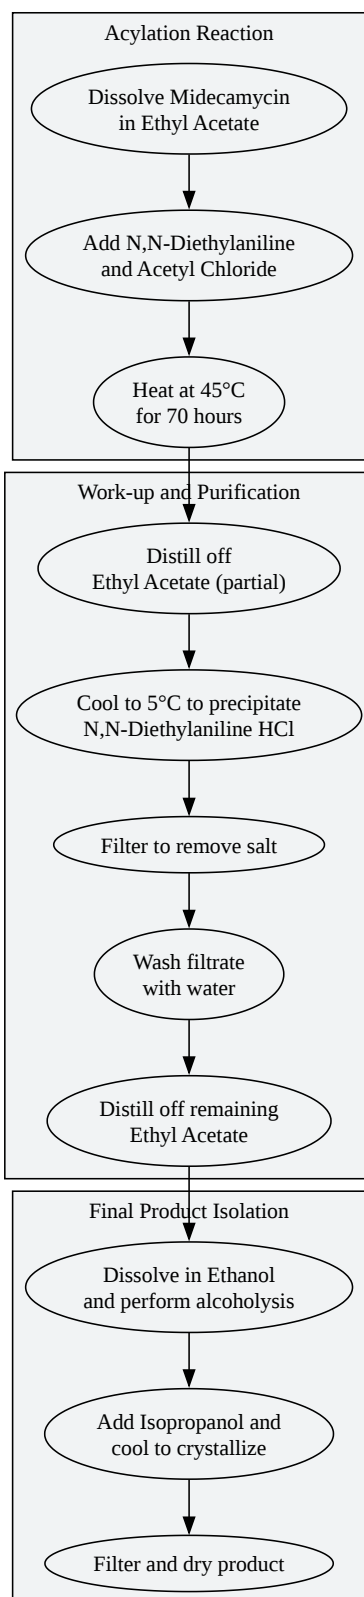 Acylation Reaction
Dissolve Midecamycin
in Ethyl Acetate
Add N,N-Diethylaniline
and Acetyl Chloride
Heat at 45°C
for 70 hours
Work-up and Purification
Distill off
Ethyl Acetate (partial)
Cool to 5°C to precipitate
N,N-Diethylaniline HCl
Filter to remove salt
Wash filtrate
with water
Distill off remaining
Ethyl Acetate
Final Product Isolation
Dissolve in Ethanol
and perform alcoholysis
Add Isopropanol and
cool to crystallize
Filter and dry product